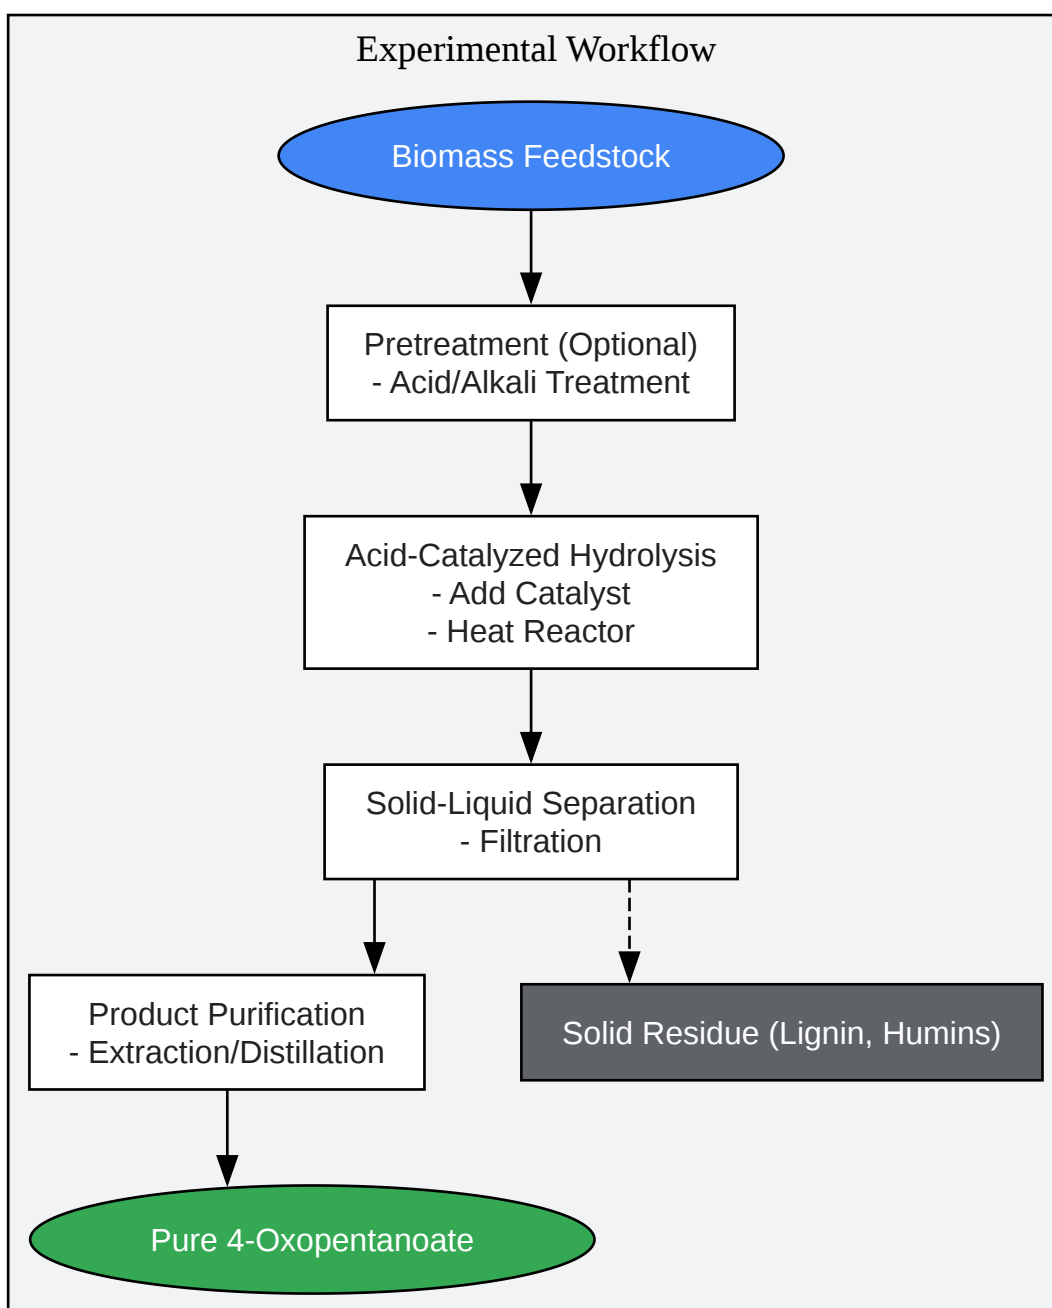 Experimental Workflow
Biomass Feedstock
Pretreatment (Optional)
- Acid/Alkali Treatment
Acid-Catalyzed Hydrolysis
- Add Catalyst
- Heat Reactor
Solid-Liquid Separation
- Filtration
Product Purification
- Extraction/Distillation
Solid Residue (Lignin, Humins)
Pure 4-Oxopentanoate